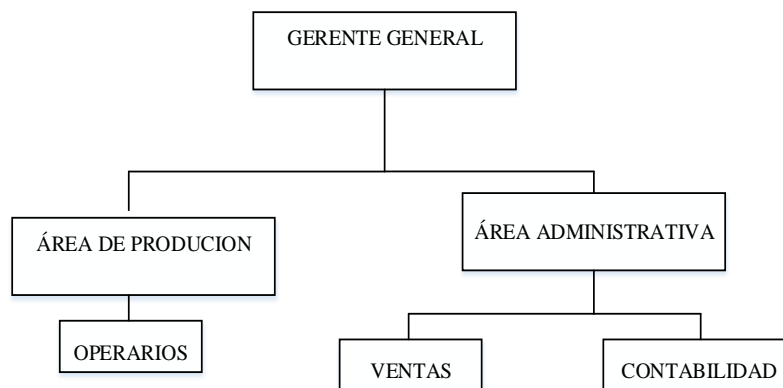 GERENTE GENERAL
ÁREA DE PRODUCION
ÁREA ADMINISTRATIVA
OPERARIOS
VENTAS
CONTABILIDAD